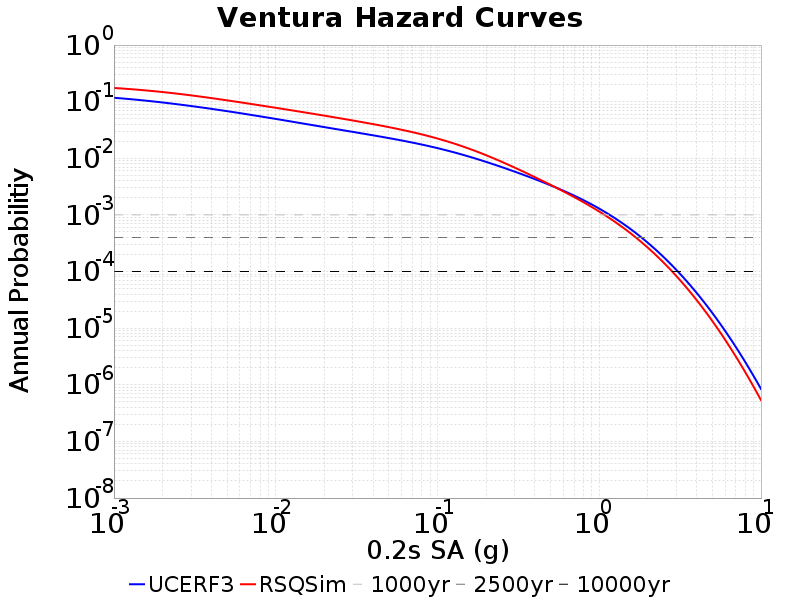 Ventura Hazard Curves
Annual Probabilitiy
10^0
10^-1
10^-2
10^-3
10^-4
10^-5
10^-6
10^-7
10^-8
10^-3 10^-2 10^-1 10^0 10^1
0.2s SA (g)
UCERF3 RSQSim 1000yr 2500yr 10000yr